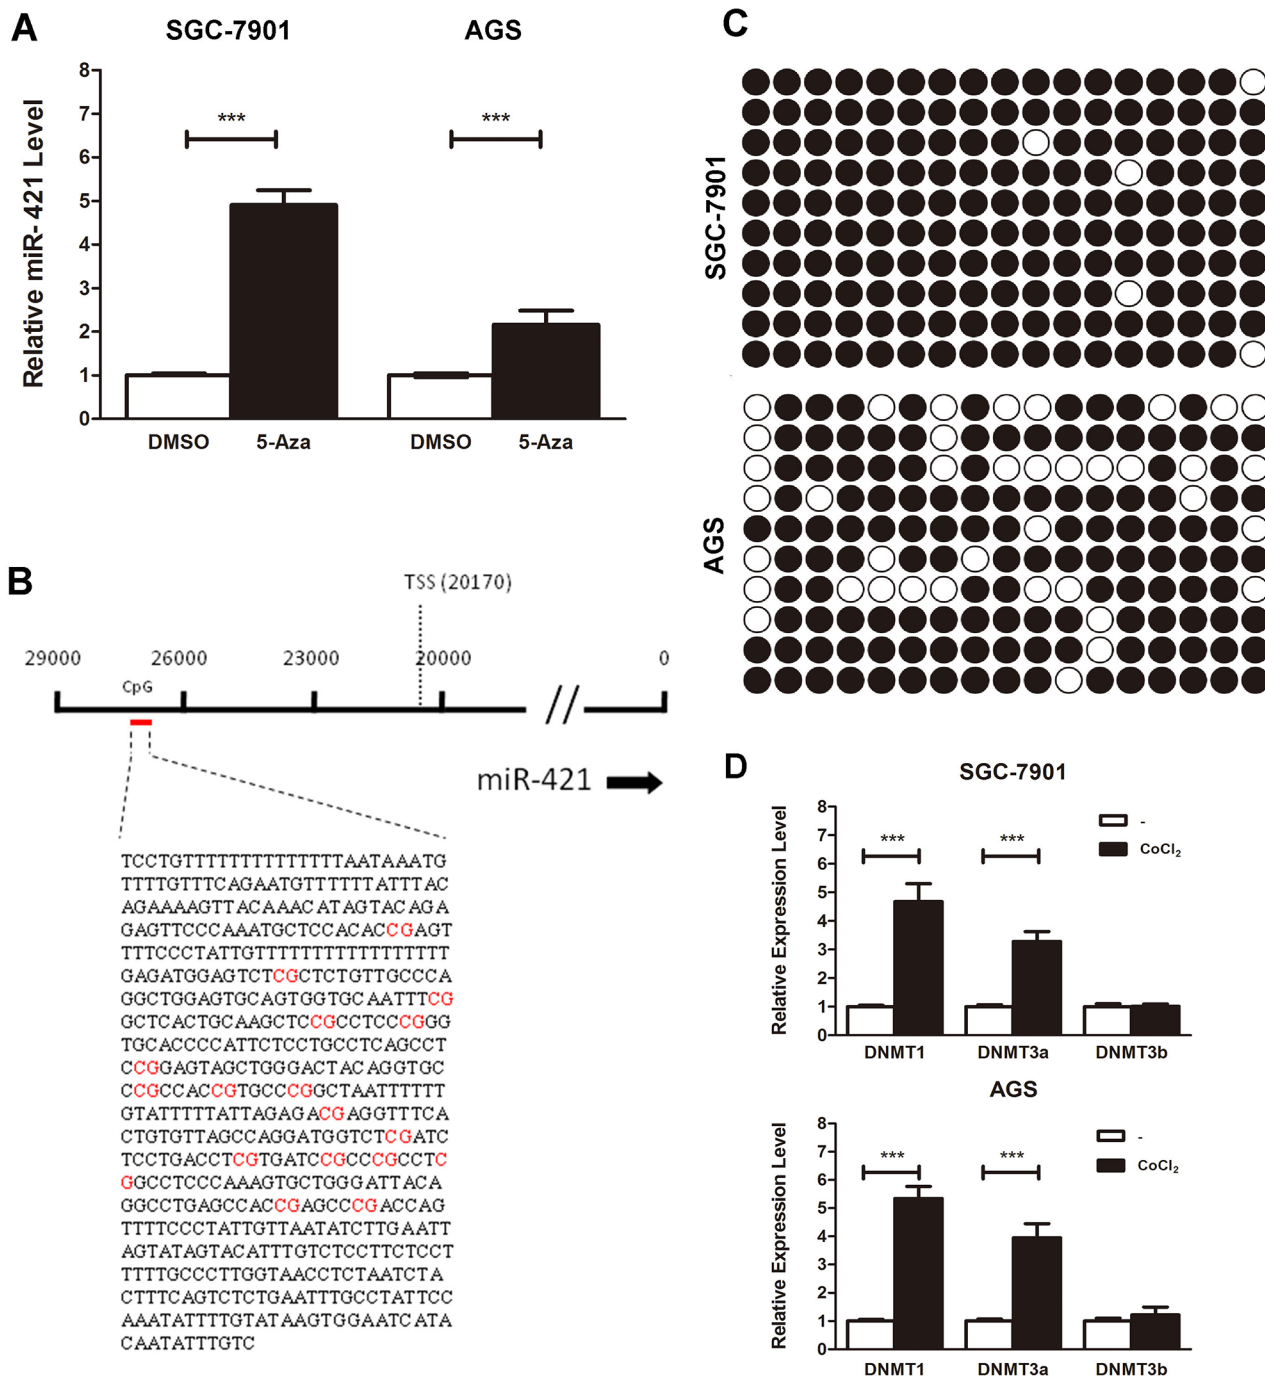 A
SGC-7901
AGS
Relative miR-421 Level
8
7
6
5
4
3
2
1
0
***
***
DMSO
5-Aza
DMSO
5-Aza
B
TSS (20170)
29000
26000
23000
20000
0
CpG
miR-421
TCCTGTTTTTTTTTTTTTTTAATAAATG
TTTTGTTTCAGAATGTTTTTTATTTAC
AGAAAAGTTACAAACATAGTACAGA
GAGTTCCCAAATGCTCCACACCGAGT
TTTCCCTATTGTTTTTTTTTTTTTTTTTT
GAGATGGAGTCTCGCTCTGTTGCCCA
GGCTGGAGTGCAGTGGTGCAATTTCG
GCTCACTGCAAGCTCCGCCTCCCGGG
TGCACCCCATTCTCCTGCCTCAGCCT
CCGGAGTAGCTGGGACTACAGGTGC
CCGCCACCGTGCCCGGCTAATTTTTT
GTATTTTTATTAGAGACGAGGTTTCA
CTGTGTTAGCCAGGATGGTCTCGATC
TCCTGACCTCGTGATCCGCCCGCCTC
GGCCTCCCAAAGTGCTGGGATTACA
GGCCTGAGCCACCGAGCCCGACCAG
TTTTCCCTATTGTTAATATCTTGAATT
AGTATAGTACATTTGTCTCCTTCTCCT
TTTTGCCCTTGGTAACCTCTAATCTA
CTTTCAGTCTCTGAATTTGCCTATTCC
AAATATTTTGTATAAGTGGAATCATA
CAATATTTGTC
C
SGC-7901
AGS
D
SGC-7901
Relative Expression Level
8
7
6
5
4
3
2
1
0
***
***
-
CoCl₂
DNMT1
DNMT3a
DNMT3b
AGS
Relative Expression Level
8
7
6
5
4
3
2
1
0
***
***
-
CoCl₂
DNMT1
DNMT3a
DNMT3b